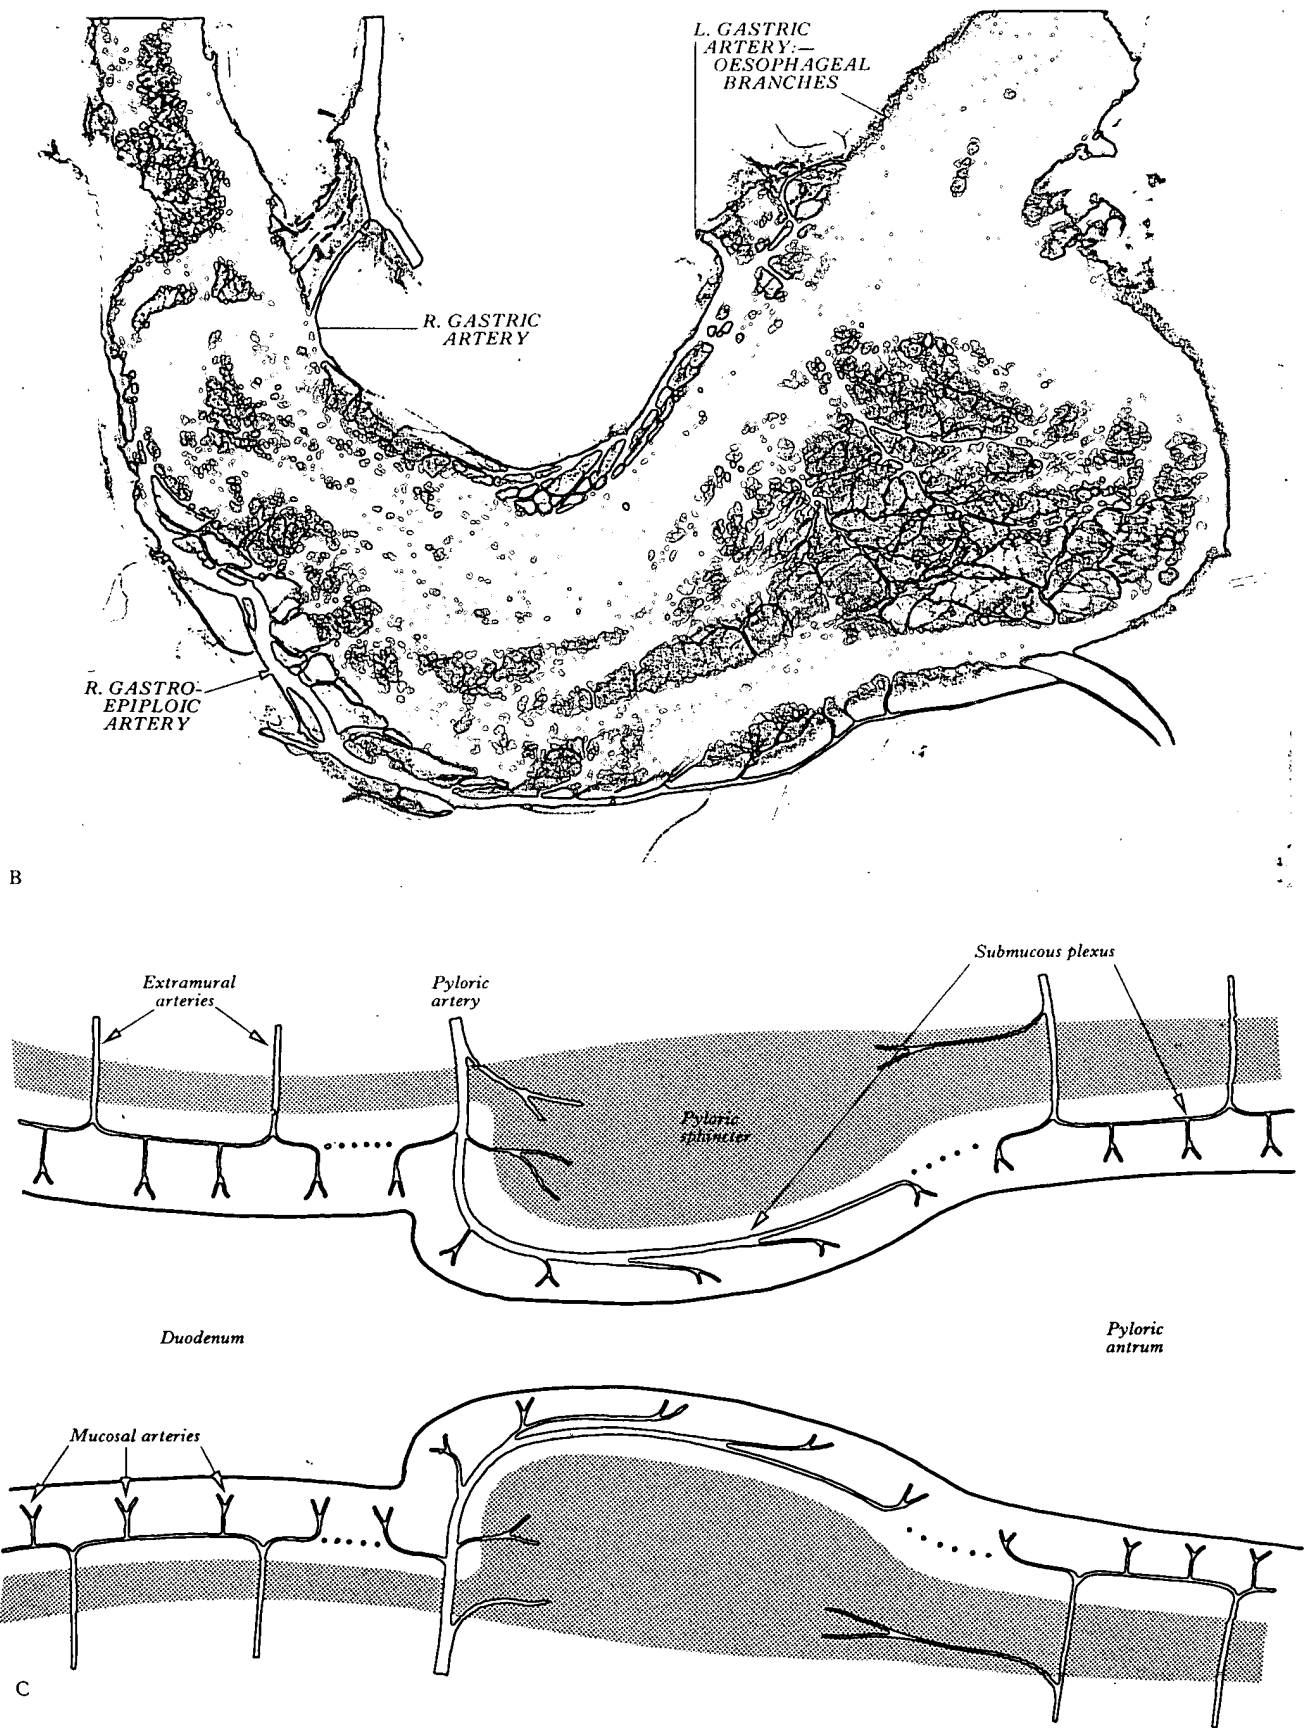 L. GASTRIC
ARTERY:—
OESOPHAGEAL
BRANCHES
R. GASTRIC
ARTERY
R. GASTRO-
EPIPLOIC
ARTERY
B
Submucous plexus
Extramural
arteries
Pyloric
artery
Pyloric
sphincter
Duodenum
Pyloric
antrum
Mucosal arteries
C